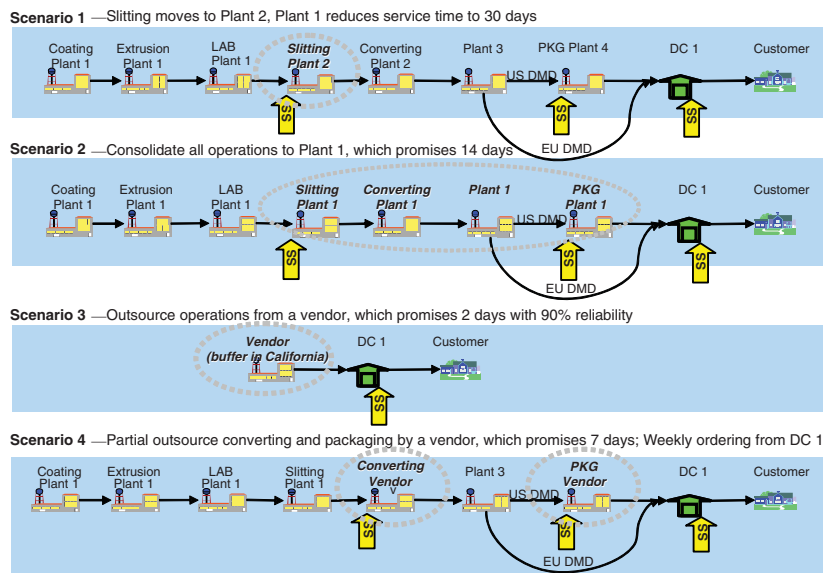 Scenario 1 —Slitting moves to Plant 2, Plant 1 reduces service time to 30 days
Coating Plant 1
Extrusion Plant 1
LAB Plant 1
Slitting Plant 2
Converting Plant 2
Plant 3
PKG Plant 4
DC 1
Customer
US DMD
SS
SS
SS
EU DMD
Scenario 2 —Consolidate all operations to Plant 1, which promises 14 days
Coating Plant 1
Extrusion Plant 1
LAB Plant 1
Slitting Plant 1
Converting Plant 1
Plant 1
PKG Plant 1
DC 1
Customer
US DMD
SS
SS
SS
EU DMD
Scenario 3 —Outsource operations from a vendor, which promises 2 days with 90% reliability
Vendor (buffer in California)
DC 1
Customer
SS
Scenario 4 —Partial outsource converting and packaging by a vendor, which promises 7 days; Weekly ordering from DC 1
Coating Plant 1
Extrusion Plant 1
LAB Plant 1
Slitting Plant 1
Converting Vendor
v
Plant 3
PKG Vendor
DC 1
Customer
US DMD
SS
SS
SS
EU DMD